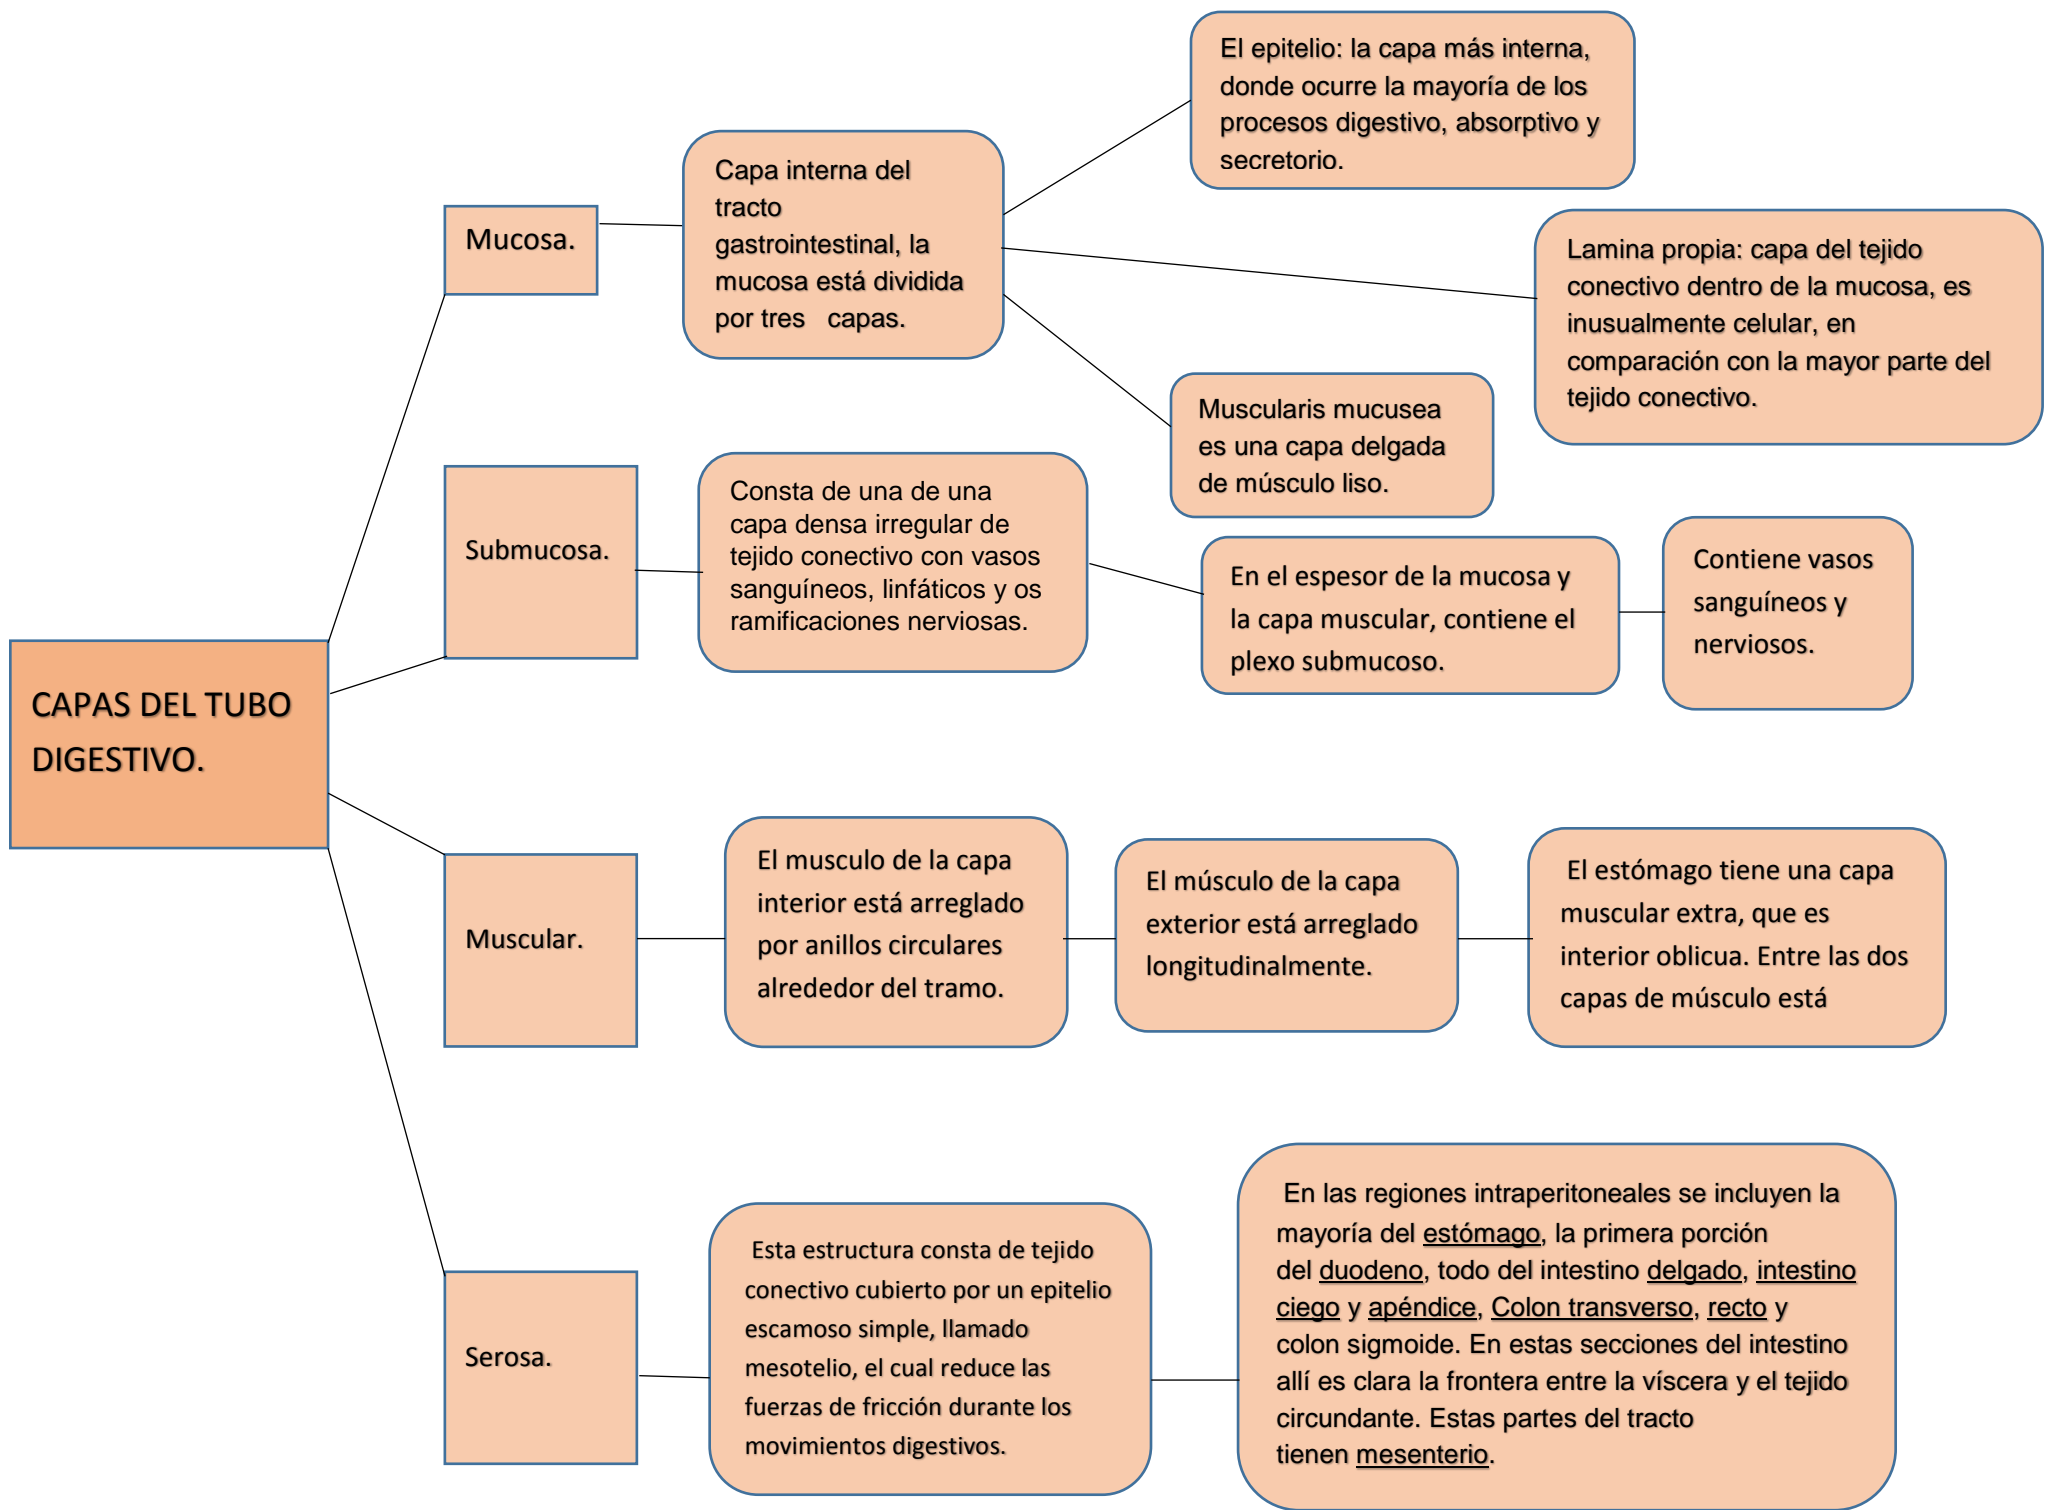 CAPAS DEL TUBO
DIGESTIVO.
Mucosa.
Capa interna del
tracto
gastrointestinal, la
mucosa está dividida
por tres   capas.
El epitelio: la capa más interna,
donde ocurre la mayoría de los
procesos digestivo, absorptivo y
secretorio.
Lamina propia: capa del tejido
conectivo dentro de la mucosa, es
inusualmente celular, en
comparación con la mayor parte del
tejido conectivo.
Muscularis mucusea
es una capa delgada
de músculo liso.
Submucosa.
Consta de una de una
capa densa irregular de
tejido conectivo con vasos
sanguíneos, linfáticos y os
ramificaciones nerviosas.
En el espesor de la mucosa y
la capa muscular, contiene el
plexo submucoso.
Contiene vasos
sanguíneos y
nerviosos.
Muscular.
El musculo de la capa
interior está arreglado
por anillos circulares
alrededor del tramo.
El músculo de la capa
exterior está arreglado
longitudinalmente.
El estómago tiene una capa
muscular extra, que es
interior oblicua. Entre las dos
capas de músculo está
Serosa.
Esta estructura consta de tejido
conectivo cubierto por un epitelio
escamoso simple, llamado
mesotelio, el cual reduce las
fuerzas de fricción durante los
movimientos digestivos.
En las regiones intraperitoneales se incluyen la
mayoría del estómago, la primera porción
del duodeno, todo del intestino delgado, intestino
ciego y apéndice, Colon transverso, recto y
colon sigmoide. En estas secciones del intestino
allí es clara la frontera entre la víscera y el tejido
circundante. Estas partes del tracto
tienen mesenterio.